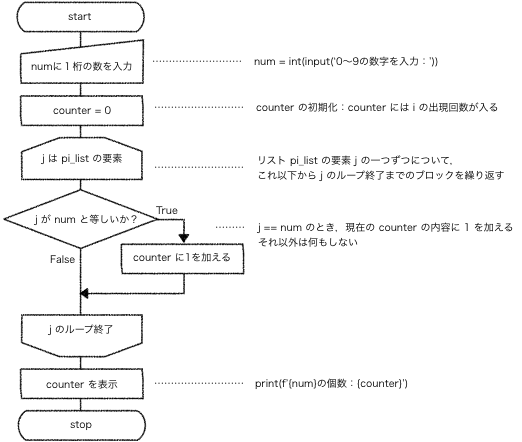 start
numに１桁の数を入力
num = int(input('0〜9の数字を入力：'))
counter = 0
counter の初期化：counter には i の出現回数が入る
j は pi_list の要素
リスト pi_list の要素 j の一つずつについて，
これ以下から j のループ終了までのブロックを繰り返す
j が num と等しいか？
True
j == num のとき，現在の counter の内容に 1 を加える
それ以外は何もしない
counter に1を加える
False
j のループ終了
counter を表示
print(f'{num}の個数：{counter}')
stop